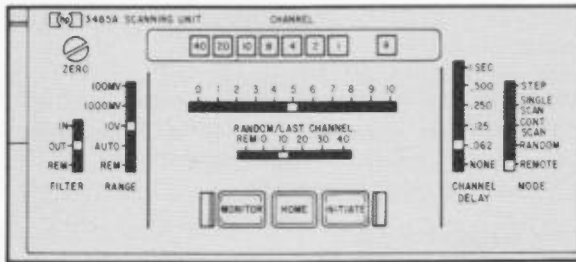 hp 3485A SCANNING UNIT CHANNEL
40 20 10 8 4 2 1 R
ZERO
100MV
1000MV
10V
AUTO
REM
RANGE
IN
OUT
REM
FILTER
0 1 2 3 4 5 6 7 8 9 10
RANDOM/LAST CHANNEL
REM 0 10 20 30 40
MONITOR HOME INITIATE
1 SEC
.500
.250
.125
.062
NONE
CHANNEL
DELAY
STEP
SINGLE
SCAN
CONT
SCAN
RANDOM
REMOTE
MODE